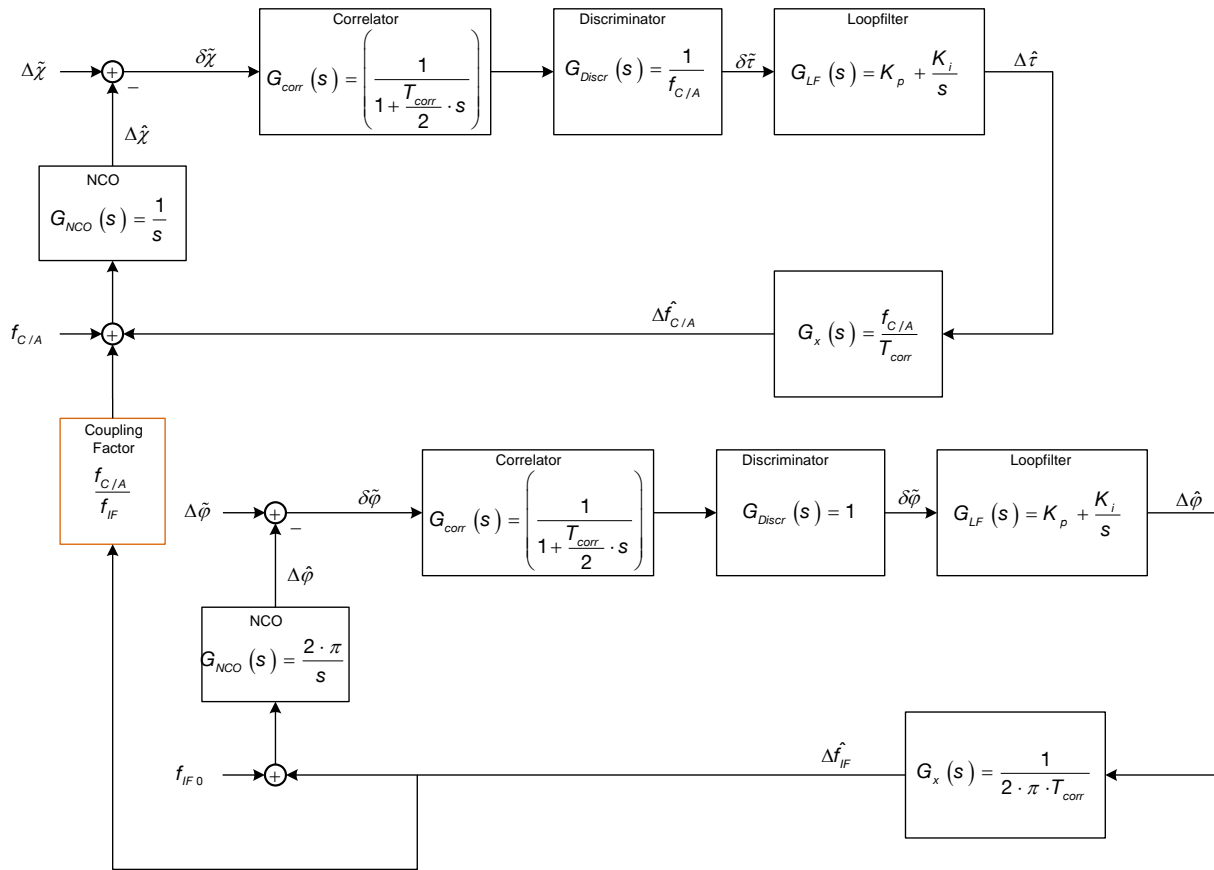 Correlator
Discriminator
Loopfilter
Δχ̃
+
−
δχ̃
G_corr (s) = ( 1 / ( 1 + T_corr / 2 · s ) )
G_Discr (s) = 1 / f_C/A
δτ̃
G_LF (s) = K_p + K_i / s
Δτ̂
Δχ̂
NCO
G_NCO (s) = 1 / s
f_C/A
+
Δf̂_C/A
G_x (s) = f_C/A / T_corr
Coupling
Factor
f_C/A / f_IF
Correlator
Discriminator
Loopfilter
Δφ̃
+
−
δφ̃
G_corr (s) = ( 1 / ( 1 + T_corr / 2 · s ) )
G_Discr (s) = 1
δφ̃
G_LF (s) = K_p + K_i / s
Δφ̂
Δφ̂
NCO
G_NCO (s) = 2 · π / s
f_IF 0
+
Δf̂_IF
G_x (s) = 1 / 2 · π · T_corr